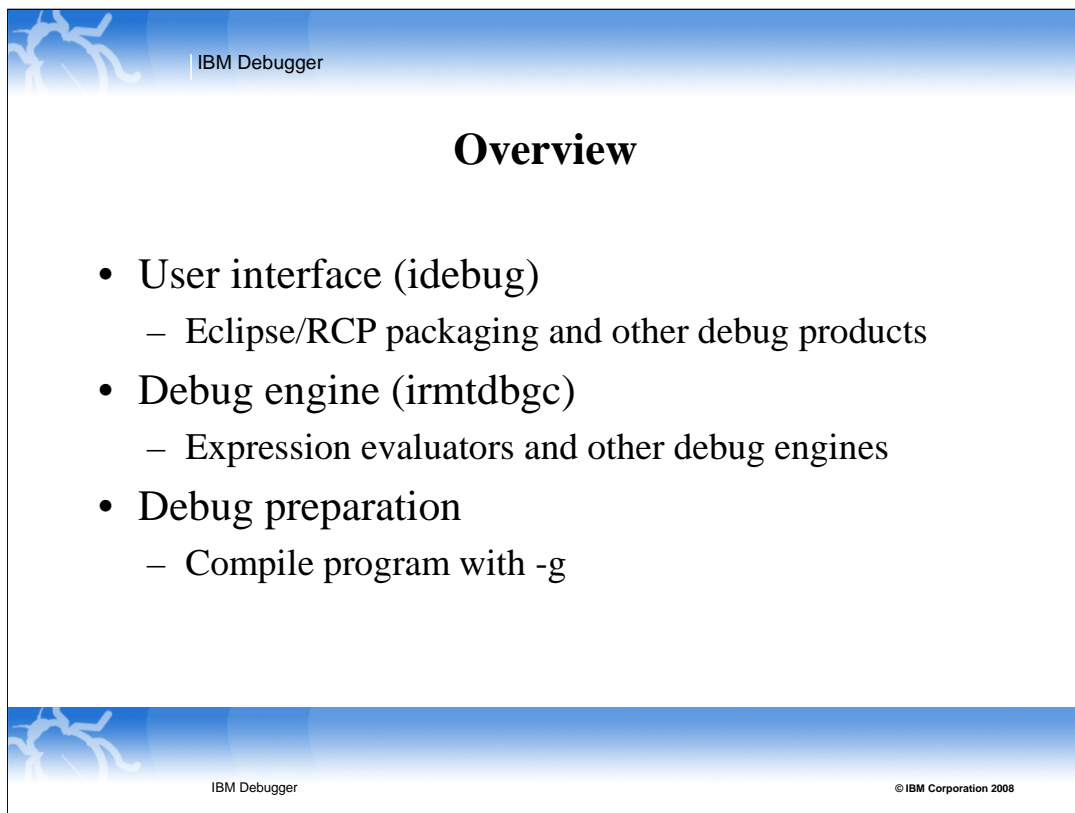 IBM Debugger
Overview
• User interface (idebug)
– Eclipse/RCP packaging and other debug products
• Debug engine (irmtdbgc)
– Expression evaluators and other debug engines
• Debug preparation
– Compile program with -g
IBM Debugger
© IBM Corporation 2008